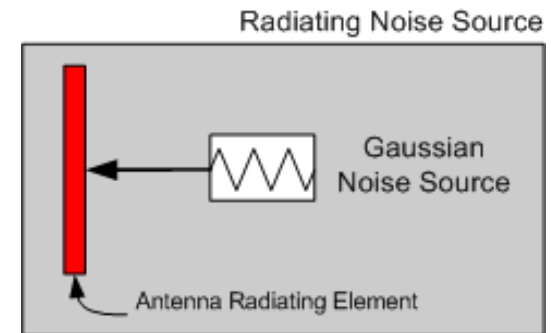 Radiating Noise Source
Gaussian
Noise Source
Antenna Radiating Element